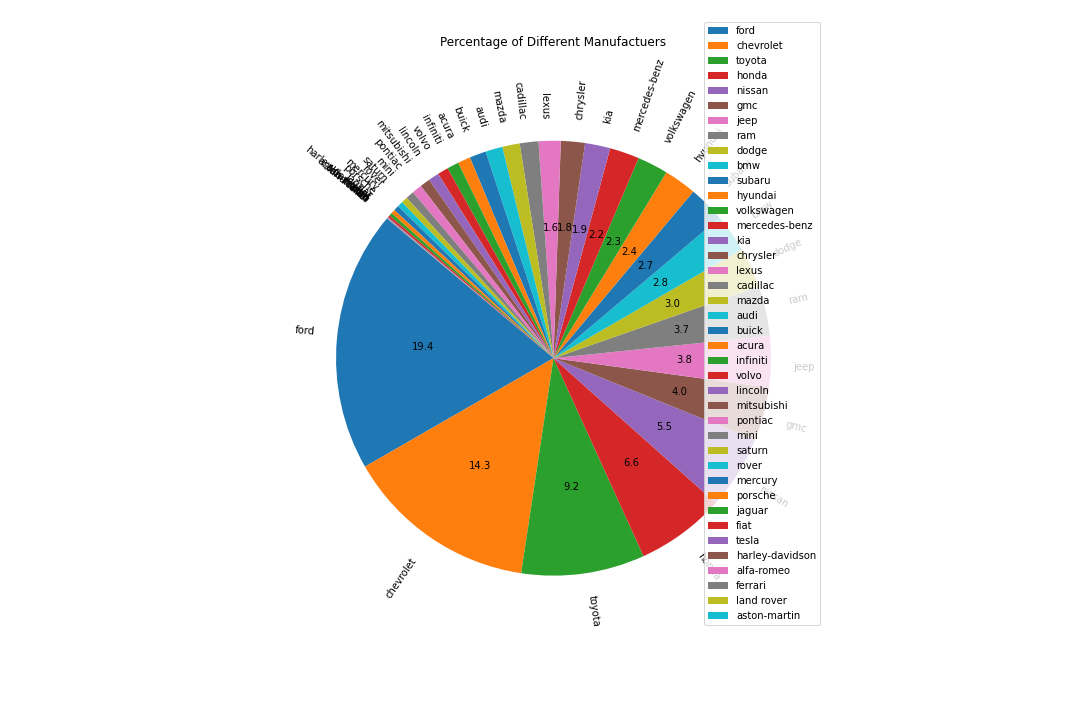 Percentage of Different Manufactuers
ford
chevrolet
toyota
gmc
jeep
ram
dodge
volkswagen
mercedes-benz
kia
chrysler
lexus
cadillac
mazda
audi
buick
acura
infiniti
volvo
lincoln
mitsubishi
pontiac
mini
saturn
rover
mercury
19.4
14.3
9.2
6.6
5.5
4.0
3.8
3.7
3.0
2.8
2.7
2.4
2.3
2.2
1.9
1.8
1.6
ford
chevrolet
toyota
honda
nissan
gmc
jeep
ram
dodge
bmw
subaru
hyundai
volkswagen
mercedes-benz
kia
chrysler
lexus
cadillac
mazda
audi
buick
acura
infiniti
volvo
lincoln
mitsubishi
pontiac
mini
saturn
rover
mercury
porsche
jaguar
fiat
tesla
harley-davidson
alfa-romeo
ferrari
land rover
aston-martin